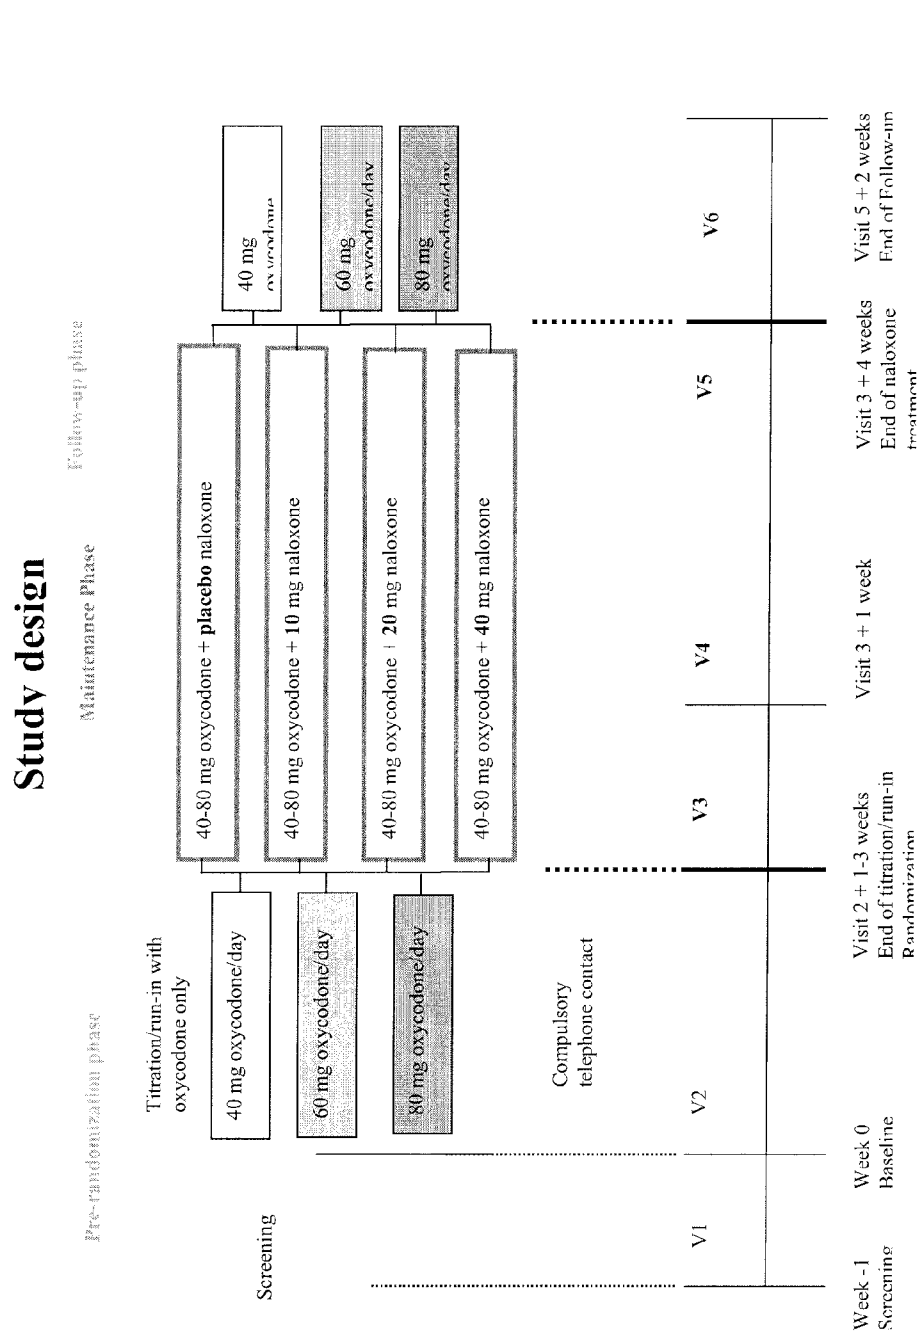 Study design
Pre-randomization phase
Maintenance Phase
Follow-up phase
Titration/run-in with
oxycodone only
Screening
40 mg oxycodone/day
60 mg oxycodone/day
80 mg oxycodone/day
40-80 mg oxycodone + placebo naloxone
40-80 mg oxycodone + 10 mg naloxone
40-80 mg oxycodone + 20 mg naloxone
40-80 mg oxycodone + 40 mg naloxone
40 mg
oxycodone
60 mg
oxycodone/day
80 mg
oxycodone/day
Compulsory
telephone contact
V1
V2
V3
V4
V5
V6
Week -1
Screening
Week 0
Baseline
Visit 2 + 1-3 weeks
End of titration/run-in
Randomization
Visit 3 + 1 week
Visit 3 + 4 weeks
End of naloxone
treatment
Visit 5 + 2 weeks
End of Follow-up